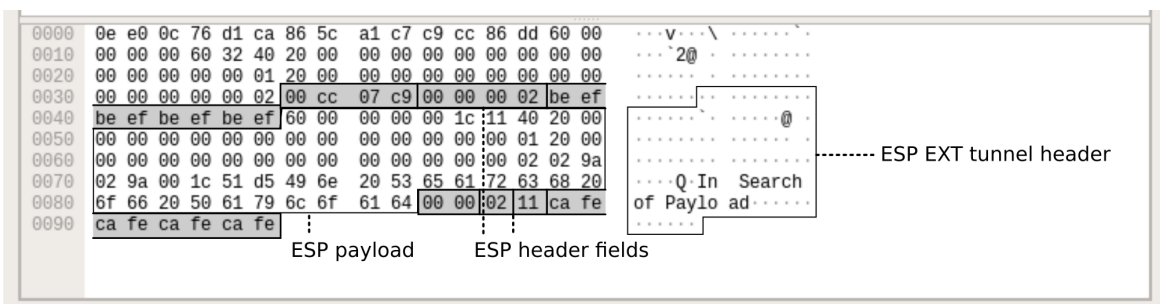 0000 0e e0 0c 76 d1 ca 86 5c a1 c7 c9 cc 86 dd 60 00 ···v···\ ······`·
0010 00 00 00 60 32 40 20 00 00 00 00 00 00 00 00 00 ···`2@ · ········
0020 00 00 00 00 00 01 20 00 00 00 00 00 00 00 00 00 ······ · ········
0030 00 00 00 00 00 02 00 cc 07 c9 00 00 00 02 be ef ········ ········
0040 be ef be ef be ef 60 00 00 00 00 1c 11 40 20 00 ······`· ·····@ ·
0050 00 00 00 00 00 00 00 00 00 00 00 00 00 01 20 00 ········ ······ ·
0060 00 00 00 00 00 00 00 00 00 00 00 00 00 02 02 9a ········ ········
0070 02 9a 00 1c 51 d5 49 6e 20 53 65 61 72 63 68 20 ····Q·In Search
0080 6f 66 20 50 61 79 6c 6f 61 64 00 00 02 11 ca fe of Paylo ad······
0090 ca fe ca fe ca fe ······
ESP EXT tunnel header
ESP payload
ESP header fields